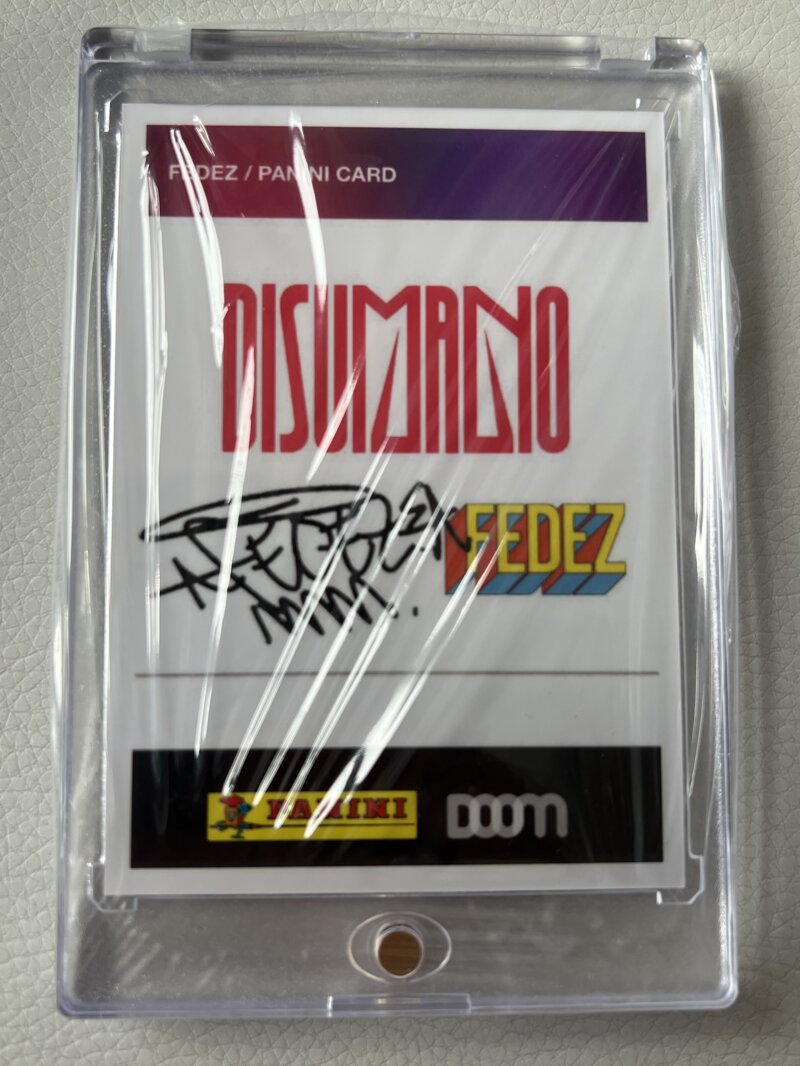 FEDEZ / PANINI CARD
DISUMANO
FEDEZ
PANINI
DOOM